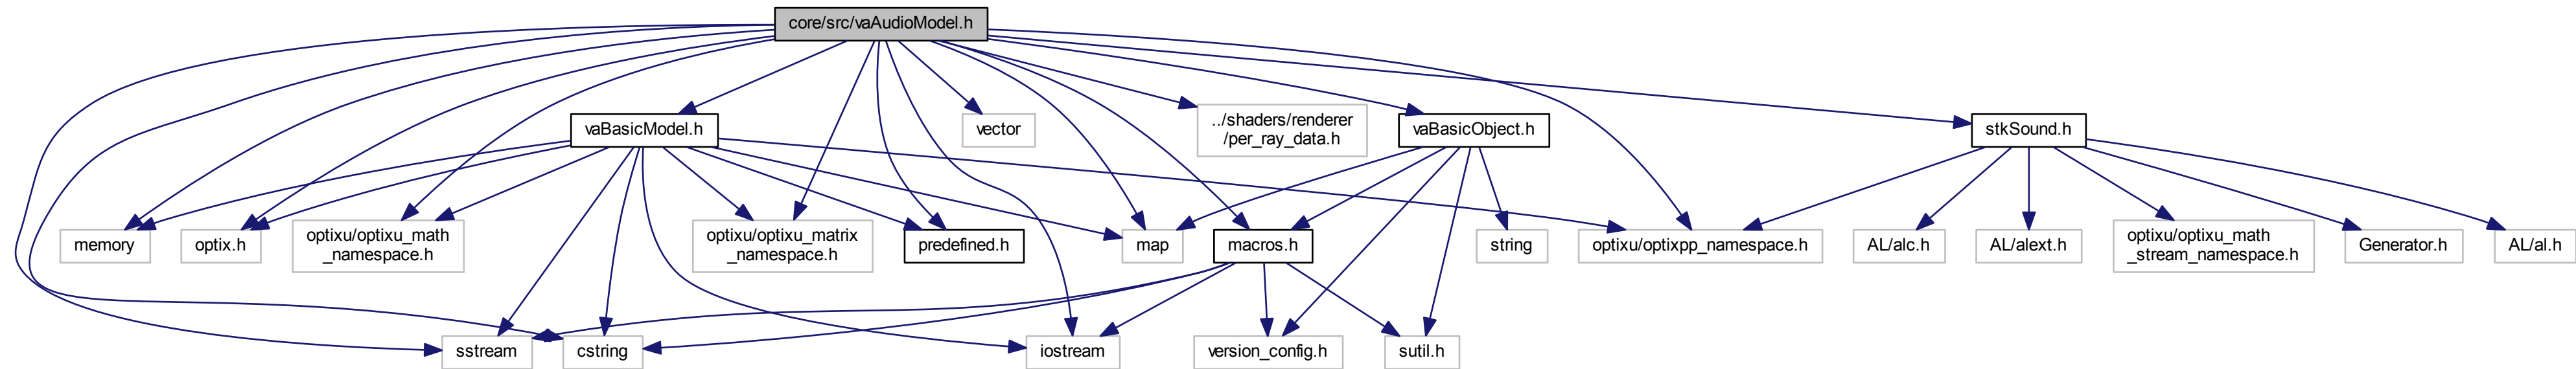 core/src/vaAudioModel.h
vaBasicModel.h
vector
../shaders/renderer
/per_ray_data.h
vaBasicObject.h
stkSound.h
memory
optix.h
optixu/optixu_math
_namespace.h
optixu/optixu_matrix
_namespace.h
predefined.h
map
macros.h
string
optixu/optixpp_namespace.h
AL/alc.h
AL/alext.h
optixu/optixu_math
_stream_namespace.h
Generator.h
AL/al.h
sstream
cstring
iostream
version_config.h
sutil.h